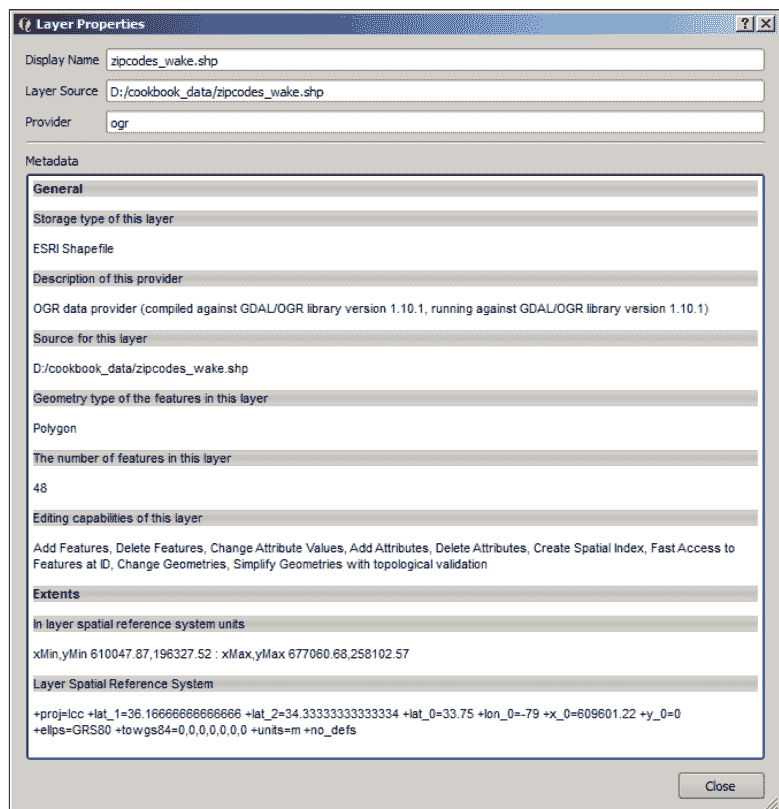 Layer Properties
Display Name zipcodes_wake.shp
Layer Source D:/cookbook_data/zipcodes_wake.shp
Provider ogr
Metadata
General
Storage type of this layer
ESRI Shapefile
Description of this provider
OGR data provider (compiled against GDAL/OGR library version 1.10.1, running against GDAL/OGR library version 1.10.1)
Source for this layer
D:/cookbook_data/zipcodes_wake.shp
Geometry type of the features in this layer
Polygon
The number of features in this layer
48
Editing capabilities of this layer
Add Features, Delete Features, Change Attribute Values, Add Attributes, Delete Attributes, Create Spatial Index, Fast Access to
Features at ID, Change Geometries, Simplify Geometries with topological validation
Extents
In layer spatial reference system units
xMin,yMin 610047.87,196327.52 : xMax,yMax 677060.68,258102.57
Layer Spatial Reference System
+proj=lcc +lat_1=36.16666666666666 +lat_2=34.33333333333334 +lat_0=33.75 +lon_0=-79 +x_0=609601.22 +y_0=0
+ellps=GRS80 +towgs84=0,0,0,0,0,0,0 +units=m +no_defs
Close